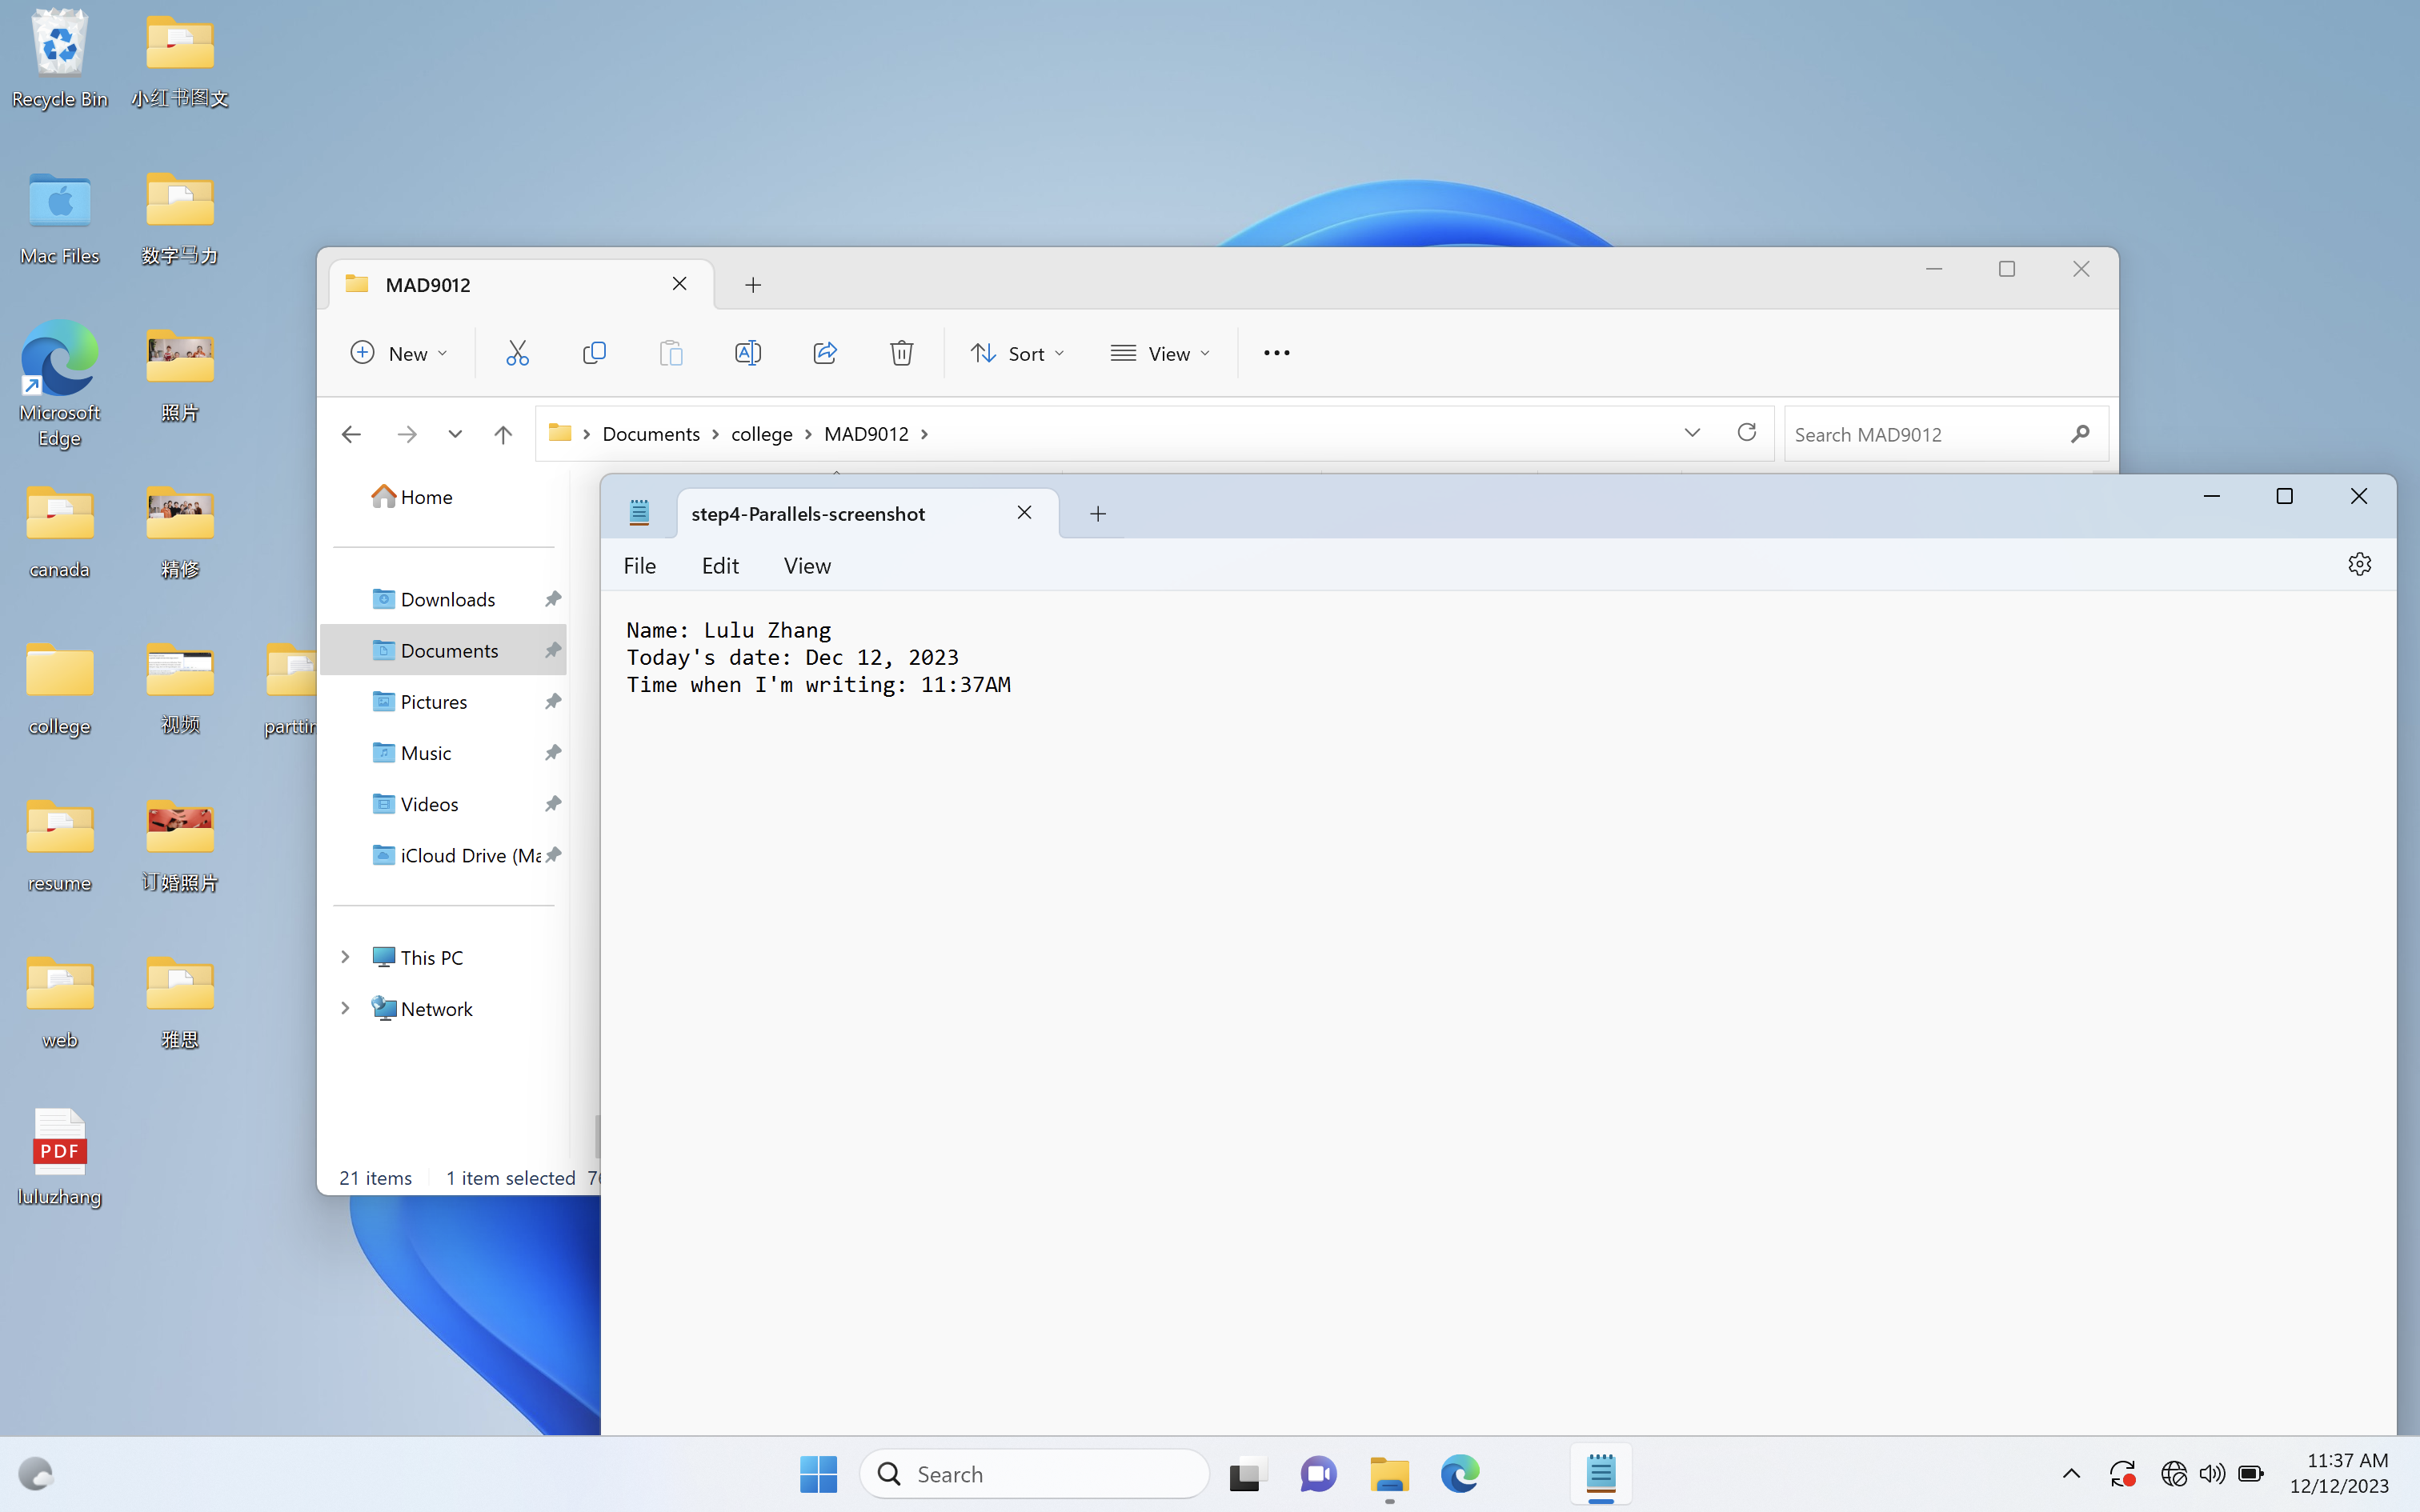 Recycle Bin
小红书图文
Mac Files
数字马力
Microsoft
Edge
照片
canada
精修
college
视频
resume
订婚照片
web
雅思
PDF
luluzhang
MAD9012
New
Sort
View
Documents
college
MAD9012
Search MAD9012
Home
Downloads
Documents
Pictures
Music
Videos
iCloud Drive
This PC
Network
21 items
1 item selected
step4-Parallels-screenshot
File
Edit
View
Name: Lulu Zhang
Today's date: Dec 12, 2023
Time when I'm writing: 11:37AM
Search
11:37 AM
12/12/2023